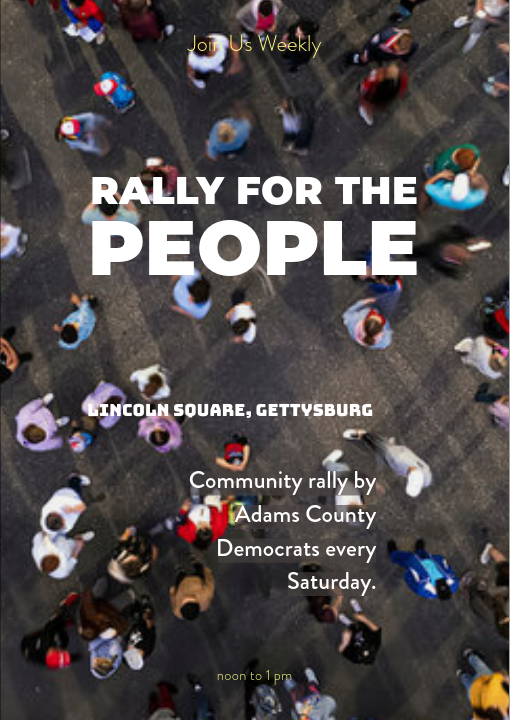 Join Us Weekly
RALLY FOR THE
PEOPLE
LINCOLN SQUARE, GETTYSBURG
Community rally by
Adams County
Democrats every
Saturday.
noon to 1 pm